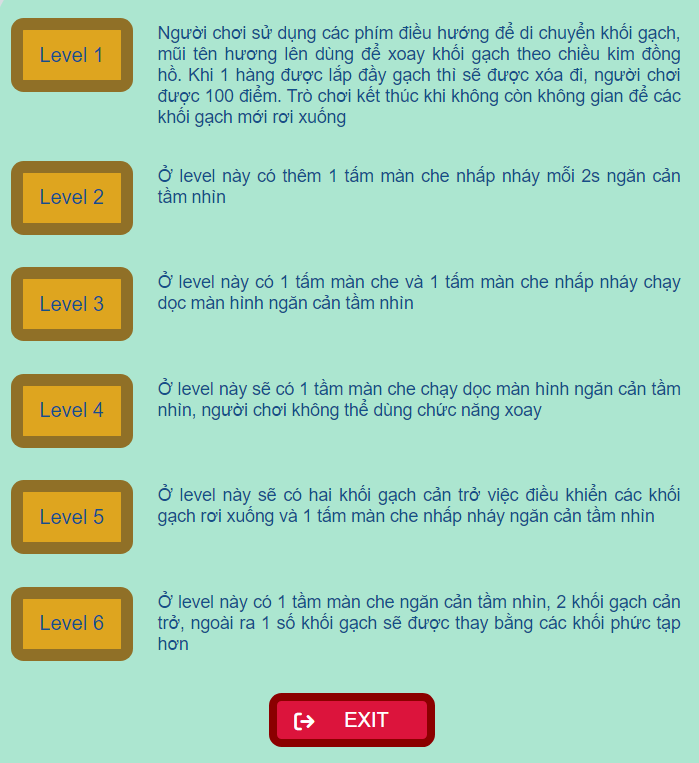 Level 1
Người chơi sử dụng các phím điều hướng để di chuyển khối gạch,
mũi tên hương lên dùng để xoay khối gạch theo chiều kim đồng
hồ. Khi 1 hàng được lắp đầy gạch thì sẽ được xóa đi, người chơi
được 100 điểm. Trò chơi kết thúc khi không còn không gian để các
khối gạch mới rơi xuống
Level 2
Ở level này có thêm 1 tấm màn che nhấp nháy mỗi 2s ngăn cản
tầm nhìn
Level 3
Ở level này có 1 tấm màn che và 1 tấm màn che nhấp nháy chạy
dọc màn hình ngăn cản tầm nhìn
Level 4
Ở level này sẽ có 1 tầm màn che chạy dọc màn hình ngăn cản tầm
nhìn, người chơi không thể dùng chức năng xoay
Level 5
Ở level này sẽ có hai khối gạch cản trở việc điều khiển các khối
gạch rơi xuống và 1 tấm màn che nhấp nháy ngăn cản tầm nhìn
Level 6
Ở level này có 1 tầm màn che ngăn cản tầm nhìn, 2 khối gạch cản
trở, ngoài ra 1 số khối gạch sẽ được thay bằng các khối phức tạp
hơn
EXIT